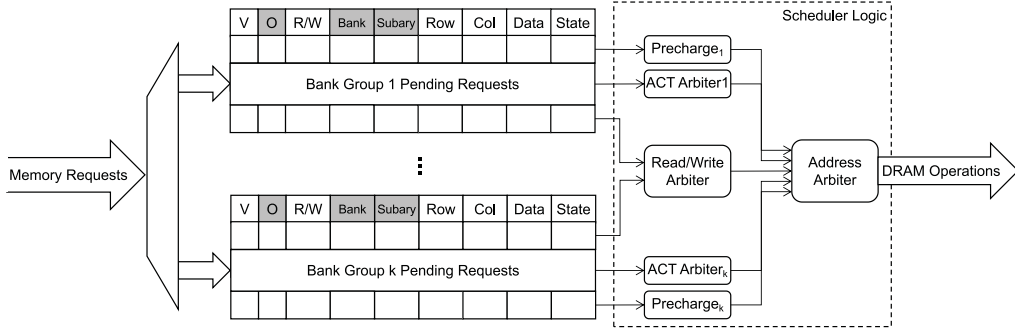 V O R/W Bank Subary Row Col Data State
Scheduler Logic
Precharge1
Bank Group 1 Pending Requests
ACT Arbiter1
Memory Requests
Read/Write
Arbiter
Address
Arbiter
DRAM Operations
V O R/W Bank Subary Row Col Data State
Bank Group k Pending Requests
ACT Arbiterk
Prechargek